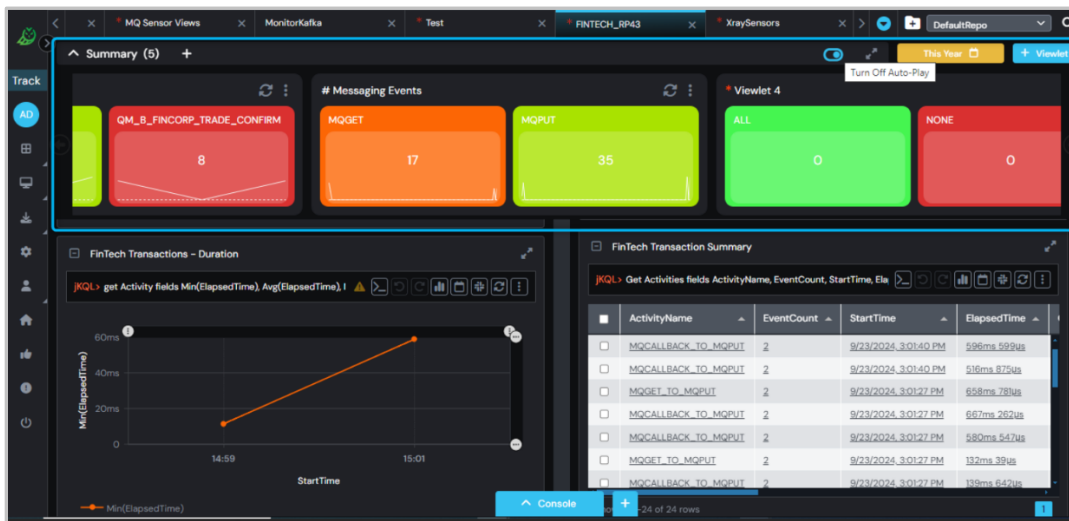 MQ Sensor Views
MonitorKafka
Test
FINTECH_RP43
XraySensors
DefaultRepo
Summary (5)
This Year
Viewlet
Turn Off Auto-Play
Track
AD
# Messaging Events
Viewlet 4
QM_B_FINCORP_TRADE_CONFIRM
MQGET
MQPUT
ALL
NONE
8
17
35
0
0
FinTech Transactions - Duration
jKQL> get Activity fields Min(ElapsedTime), Avg(ElapsedTime),
60ms
40ms
20ms
0
Min(ElapsedTime)
14:59
15:01
StartTime
Min(ElapsedTime)
FinTech Transaction Summary
jKQL> Get Activities fields ActivityName, EventCount, StartTime, Ela
ActivityName EventCount StartTime ElapsedTime
MQCALLBACK_TO_MQPUT 2 9/23/2024, 3:01:40 PM 596ms 599µs
MQCALLBACK_TO_MQPUT 2 9/23/2024, 3:01:40 PM 516ms 875µs
MQGET_TO_MQPUT 2 9/23/2024, 3:01:27 PM 658ms 781µs
MQCALLBACK_TO_MQPUT 2 9/23/2024, 3:01:27 PM 667ms 262µs
MQCALLBACK_TO_MQPUT 2 9/23/2024, 3:01:27 PM 580ms 547µs
MQGET_TO_MQPUT 2 9/23/2024, 3:01:27 PM 132ms 39µs
MQCALLBACK_TO_MQPUT 2 9/23/2024, 3:01:27 PM 139ms 642µs
-24 of 24 rows
1
Console